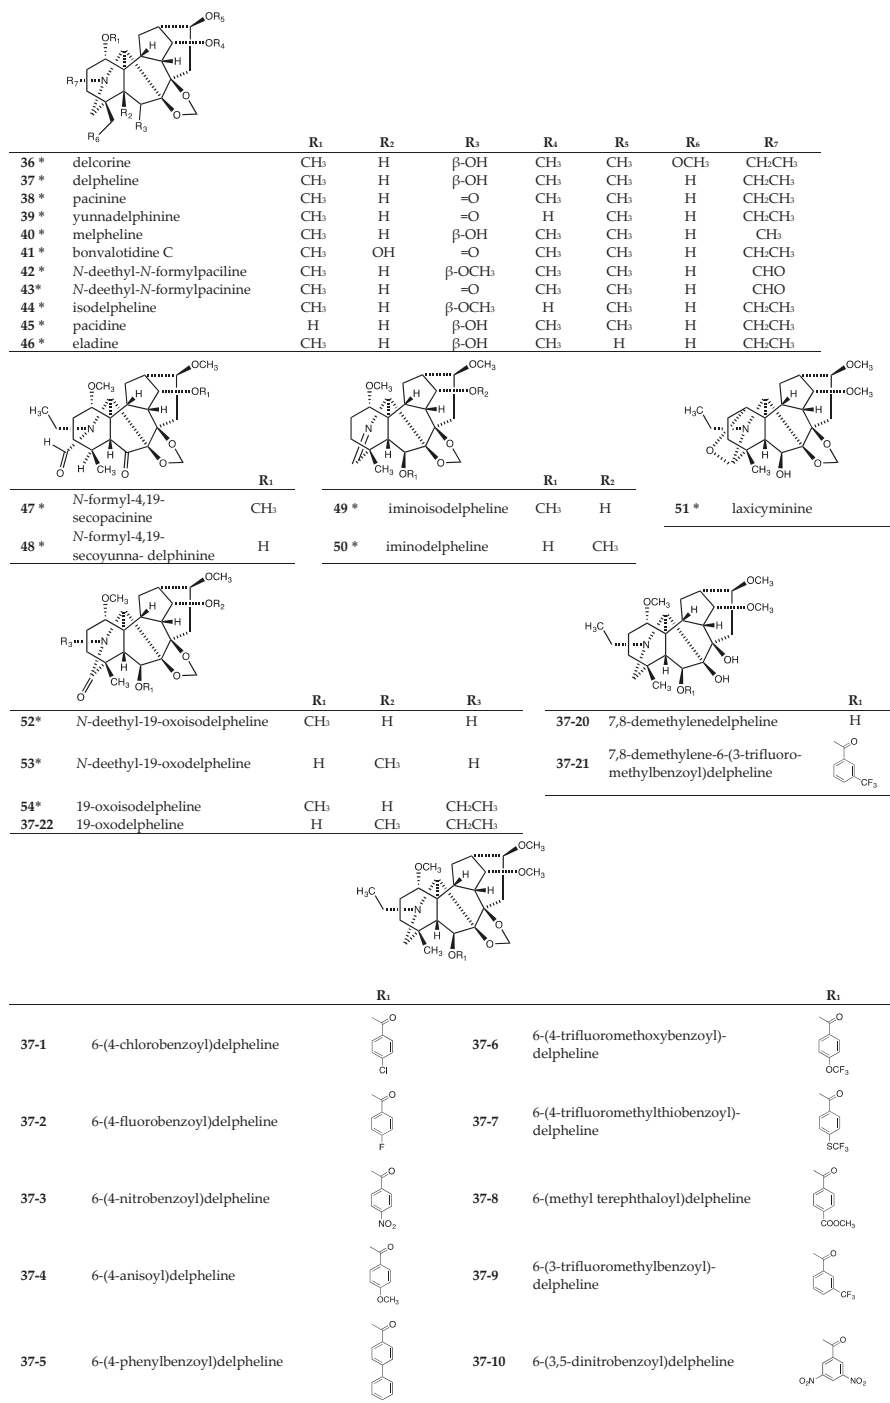 OR₅
OR₁
OR₄
H
H
R₇
N
O
R₂
O
R₃
R₆
R₁ R₂ R₃ R₄ R₅ R₆ R₇
36 * delcorine CH₃ H β-OH CH₃ CH₃ OCH₃ CH₂CH₃
37 * delpheline CH₃ H β-OH CH₃ CH₃ H CH₂CH₃
38 * pacinine CH₃ H =O CH₃ CH₃ H CH₂CH₃
39 * yunnadelphinine CH₃ H =O H CH₃ H CH₂CH₃
40 * melpheline CH₃ H β-OH CH₃ CH₃ H CH₃
41 * bonvalotidine C CH₃ OH =O CH₃ CH₃ H CH₂CH₃
42 * N-deethyl-N-formylpaciline CH₃ H β-OCH₃ CH₃ CH₃ H CHO
43* N-deethyl-N-formylpacinine CH₃ H =O CH₃ CH₃ H CHO
44 * isodelpheline CH₃ H β-OCH₃ H CH₃ H CH₂CH₃
45 * pacidine H H β-OH CH₃ CH₃ H CH₂CH₃
46 * eladine CH₃ H β-OH CH₃ H H CH₂CH₃
OCH₃
OCH₃
OR₁
H
H
H₃C
N
H
O
H
CH₃
H
O
O
O
R₁
47 * N-formyl-4,19-
secopacinine CH₃
48 * N-formyl-4,19-
secoyunna- delphinine H
OCH₃
OCH₃
OR₂
H
H
N
H
O
O
CH₃
OR₁
R₁ R₂
49 * iminoisodelpheline CH₃ H
50 * iminodelpheline H CH₃
OCH₃
OCH₃
H
H
H₃C
N
O
H
O
O
CH₃
OH
51 * laxicyminine
OCH₃
OCH₃
OR₂
H
H
R₃
N
H
O
O
CH₃
OR₁
O
R₁ R₂ R₃
52* N-deethyl-19-oxoisodelpheline CH₃ H H
53* N-deethyl-19-oxodelpheline H CH₃ H
54* 19-oxoisodelpheline CH₃ H CH₂CH₃
37-22 19-oxodelpheline H CH₃ CH₂CH₃
OCH₃
OCH₃
OCH₃
H
H
H₃C
N
H
OH
OH
CH₃
OR₁
R₁
37-20 7,8-demethylenedelpheline H
37-21 7,8-demethylene-6-(3-trifluoro-
methylbenzoyl)delpheline
O
CF₃
OCH₃
OCH₃
OCH₃
H
H
H₃C
N
H
O
O
CH₃
OR₁
R₁ R₁
37-1 6-(4-chlorobenzoyl)delpheline
O
Cl
37-6 6-(4-trifluoromethoxybenzoyl)-
delpheline
O
OCF₃
37-2 6-(4-fluorobenzoyl)delpheline
O
F
37-7 6-(4-trifluoromethylthiobenzoyl)-
delpheline
O
SCF₃
37-3 6-(4-nitrobenzoyl)delpheline
O
NO₂
37-8 6-(methyl terephthaloyl)delpheline
O
COOCH₃
37-4 6-(4-anisoyl)delpheline
O
OCH₃
37-9 6-(3-trifluoromethylbenzoyl)-
delpheline
O
CF₃
37-5 6-(4-phenylbenzoyl)delpheline
O
37-10 6-(3,5-dinitrobenzoyl)delpheline
O
O₂N NO₂